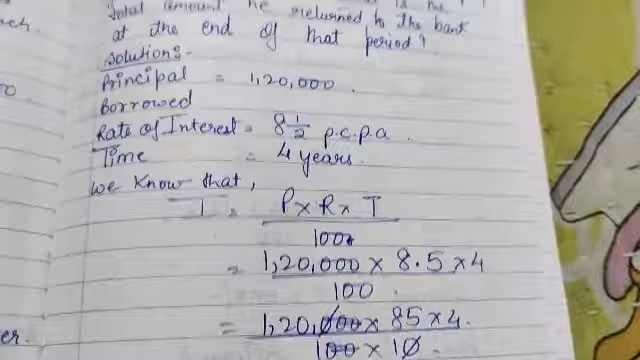 Total amount he returned to the bank
at the end of that period?
Solution:-
Principal = 1,20,000.
Borrowed
Rate of Interest = 8 1/2 p.c.p.a.
Time = 4 years.
We know that,
I = P x R x T
100
= 1,20,000 x 8.5 x 4
100.
= 1,20,000 x 85 x 4.
100 x 10.
er.